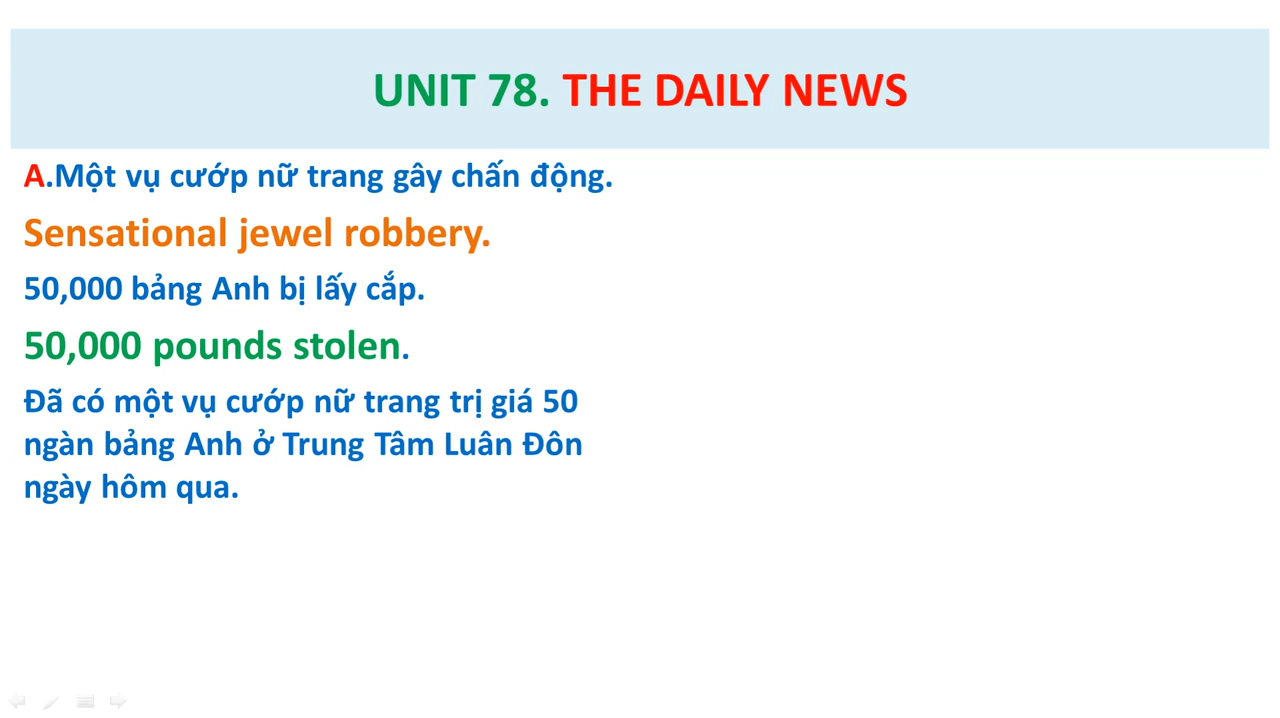 UNIT 78. THE DAILY NEWS
A.Một vụ cướp nữ trang gây chấn động.
Sensational jewel robbery.
50,000 bảng Anh bị lấy cắp.
50,000 pounds stolen.
Đã có một vụ cướp nữ trang trị giá 50
ngàn bảng Anh ở Trung Tâm Luân Đôn
ngày hôm qua.